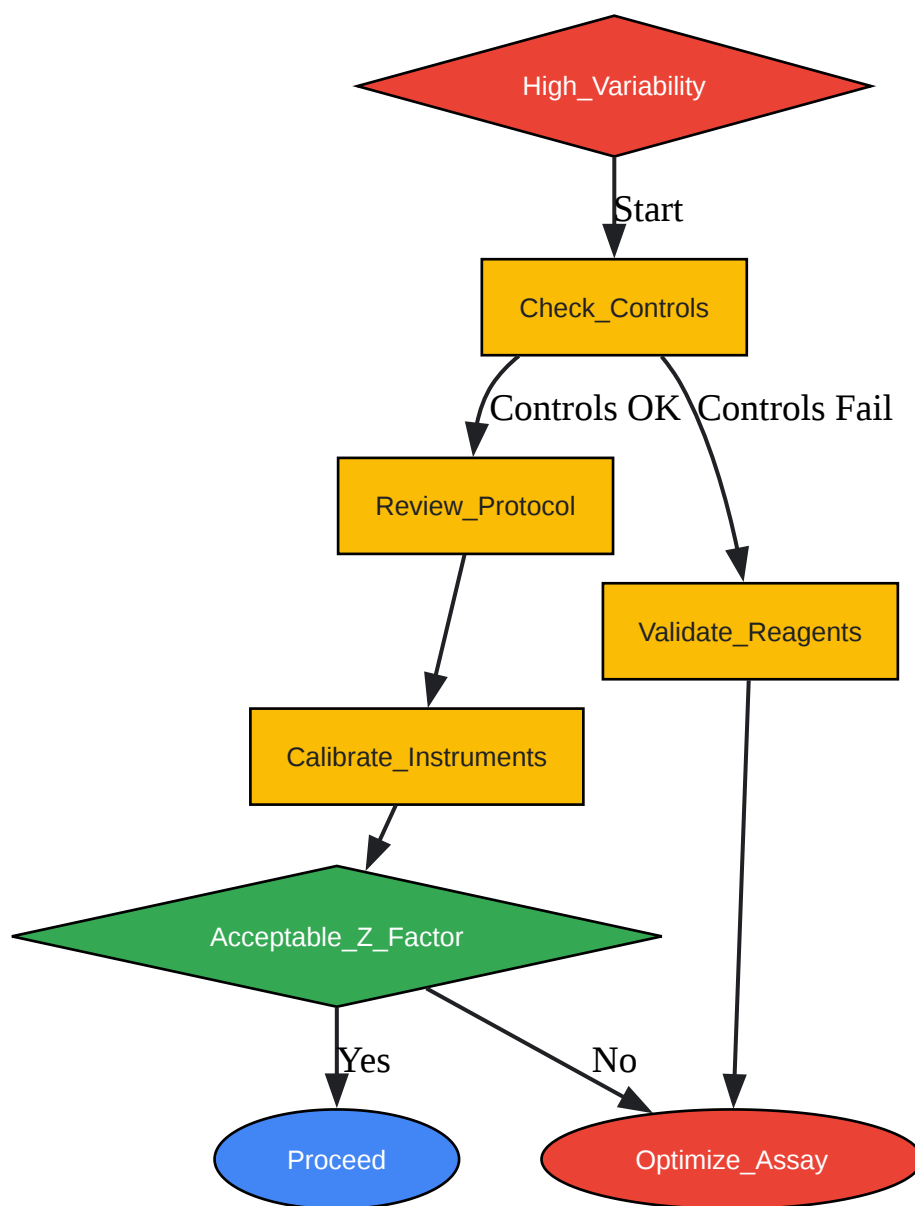 High_Variability
Start
Check_Controls
Controls OK
Controls Fail
Review_Protocol
Validate_Reagents
Calibrate_Instruments
Acceptable_Z_Factor
Yes
No
Proceed
Optimize_Assay